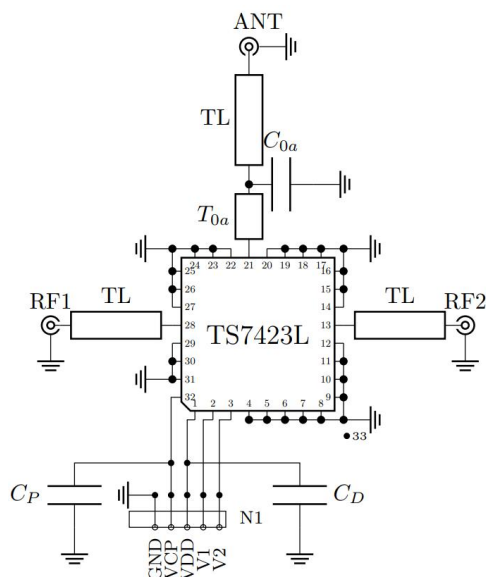 ANT
TL
C0a
T0a
24 23 22 21 20 19 18 17
25
26
27
28
29
30
31
32
16
15
14
13
12
11
10
9
TS7423L
RF1
TL
TL
RF2
1 2 3 4 5 6 7 8
33
CP
CD
N1
GND
VCP
VDD
V1
V2